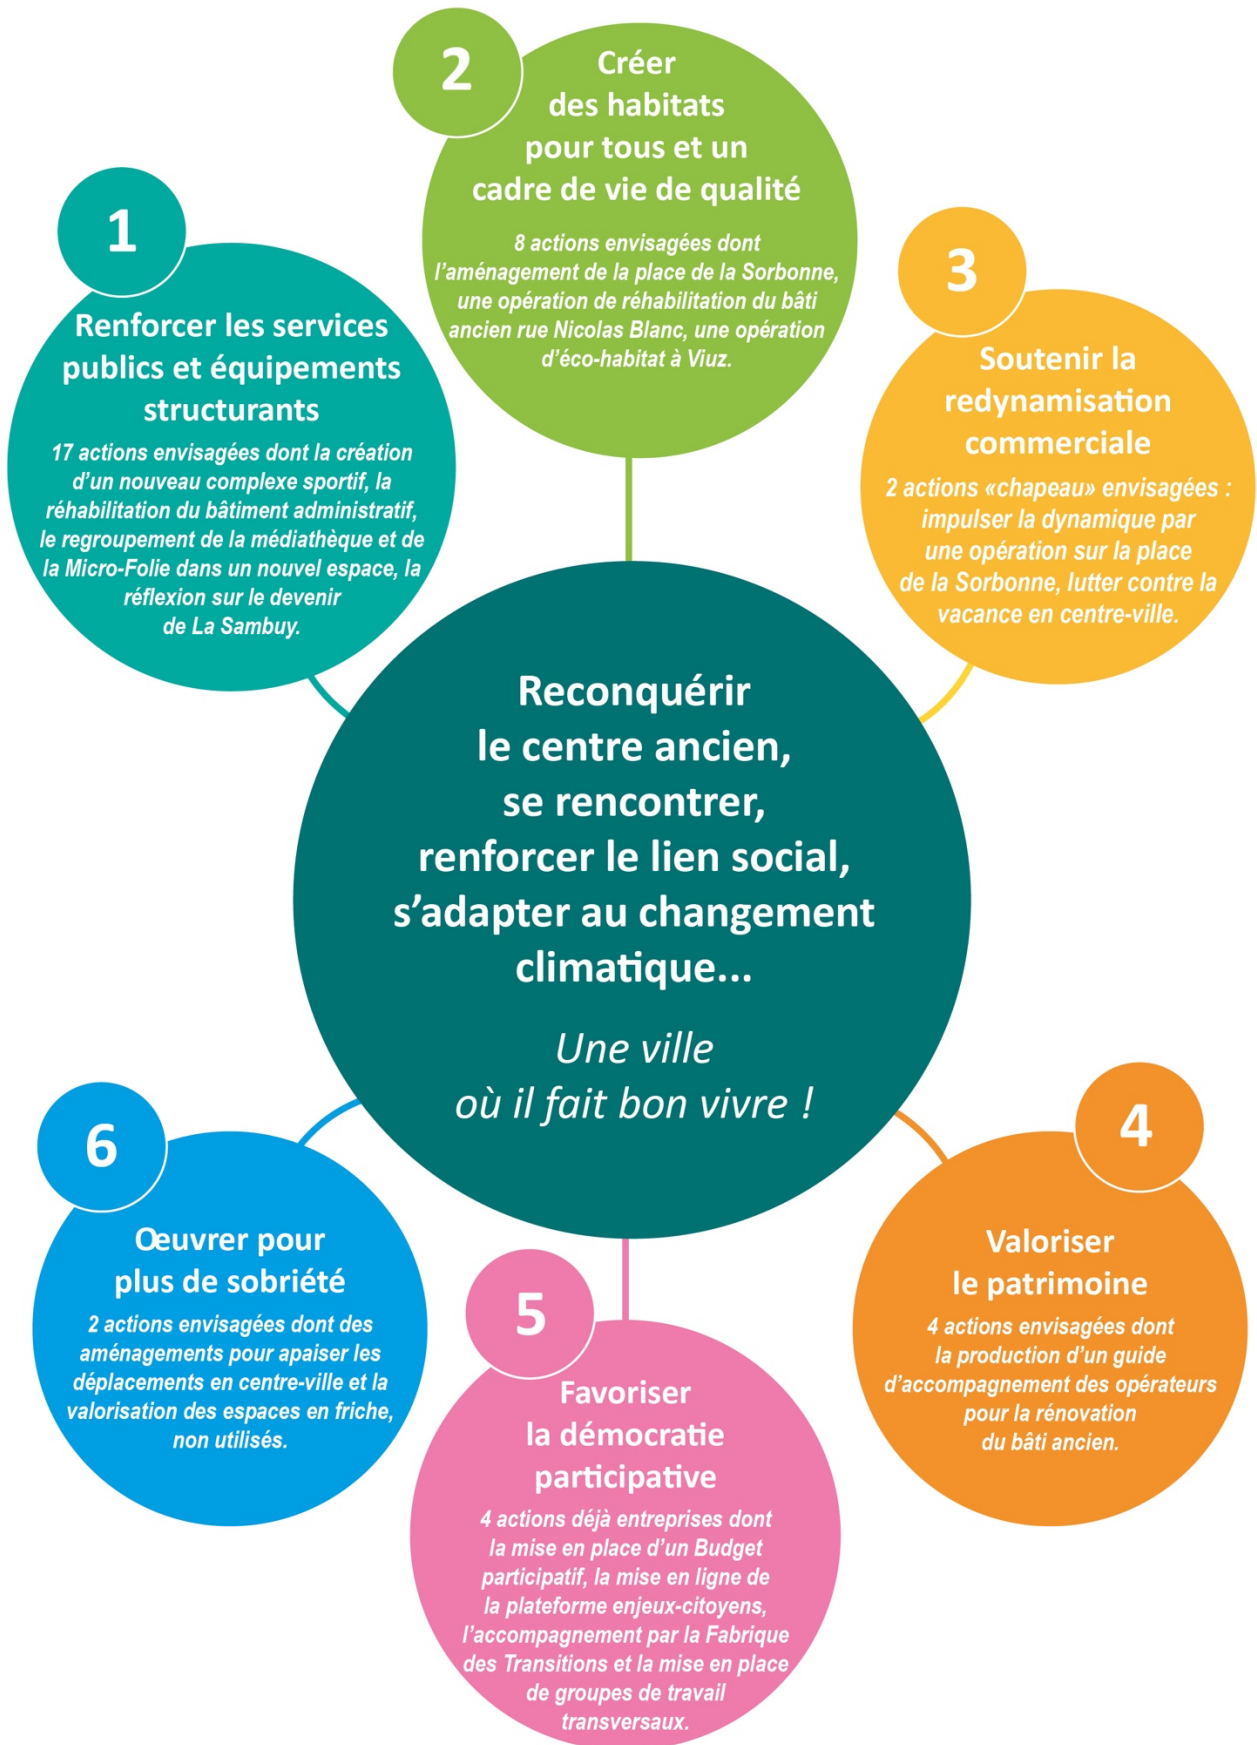 1
Renforcer les services
publics et équipements
structurants
17 actions envisagées dont la création
d’un nouveau complexe sportif, la
réhabilitation du bâtiment administratif,
le regroupement de la médiathèque et de
la Micro-Folie dans un nouvel espace, la
réflexion sur le devenir
de La Sambuy.
2
Créer
des habitats
pour tous et un
cadre de vie de qualité
8 actions envisagées dont
l’aménagement de la place de la Sorbonne,
une opération de réhabilitation du bâti
ancien rue Nicolas Blanc, une opération
d’éco-habitat à Viuz.
3
Soutenir la
redynamisation
commerciale
2 actions «chapeau» envisagées :
impulser la dynamique par
une opération sur la place
de la Sorbonne, lutter contre la
vacance en centre-ville.
Reconquérir
le centre ancien,
se rencontrer,
renforcer le lien social,
s’adapter au changement
climatique...
Une ville
où il fait bon vivre !
4
Valoriser
le patrimoine
4 actions envisagées dont
la production d’un guide
d’accompagnement des opérateurs
pour la rénovation
du bâti ancien.
5
Favoriser
la démocratie
participative
4 actions déjà entreprises dont
la mise en place d’un Budget
participatif, la mise en ligne de
la plateforme enjeux-citoyens,
l’accompagnement par la Fabrique
des Transitions et la mise en place
de groupes de travail
transversaux.
6
Œuvrer pour
plus de sobriété
2 actions envisagées dont des
aménagements pour apaiser les
déplacements en centre-ville et la
valorisation des espaces en friche,
non utilisés.